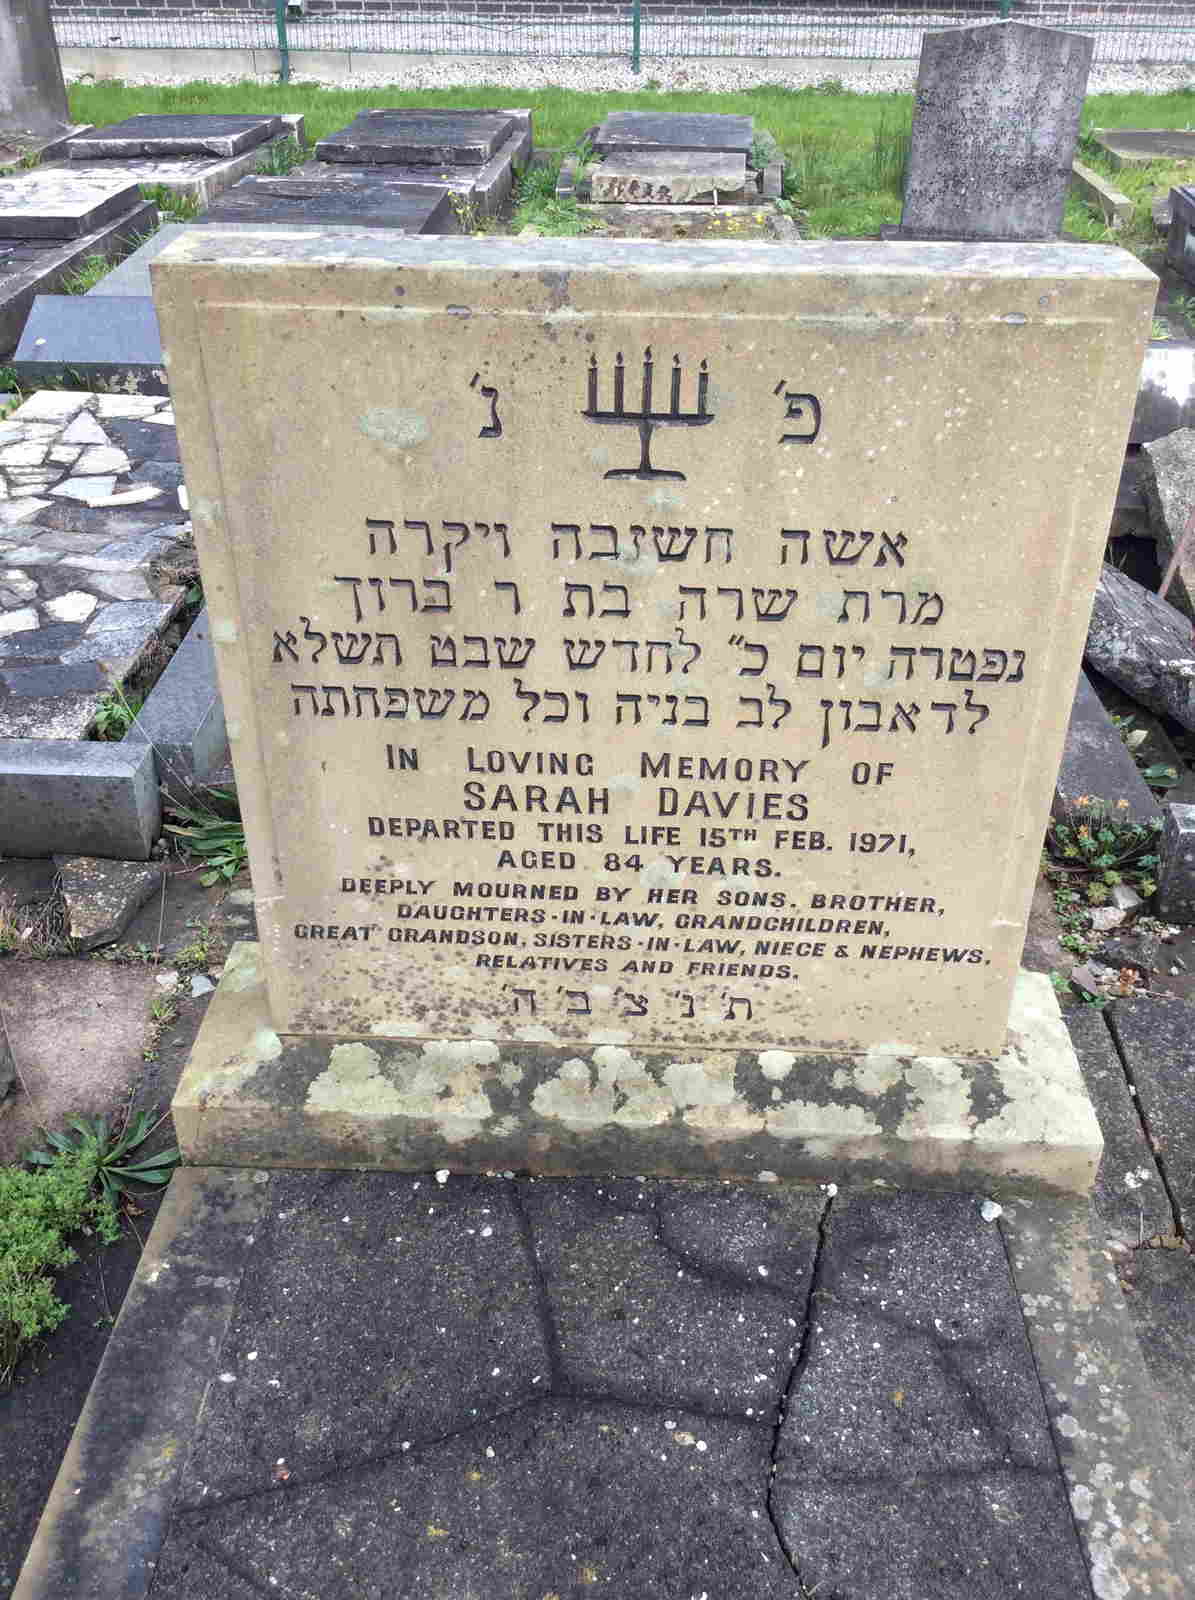 פ׳ נ׳
אשה חשובה ויקרה
מרת שרה בת ר ברוך
נפטרה יום כ״ לחדש שבט תשלא
לדאבון לב בניה וכל משפחתה
IN LOVING MEMORY OF
SARAH DAVIES
DEPARTED THIS LIFE 15TH FEB. 1971,
AGED 84 YEARS.
DEEPLY MOURNED BY HER SONS. BROTHER,
DAUGHTERS-IN-LAW, GRANDCHILDREN,
GREAT GRANDSON, SISTERS-IN-LAW, NIECE & NEPHEWS.
RELATIVES AND FRIENDS.
ת׳ נ׳ צ׳ ב׳ ה׳